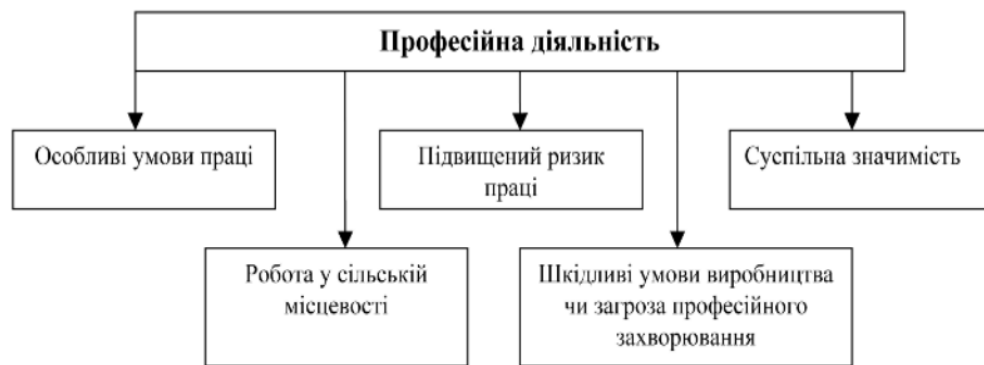 Професійна діяльність
Особливі умови праці
Підвищений ризик
праці
Суспільна значимість
Робота у сільській
місцевості
Шкідливі умови виробництва
чи загроза професійного
захворювання